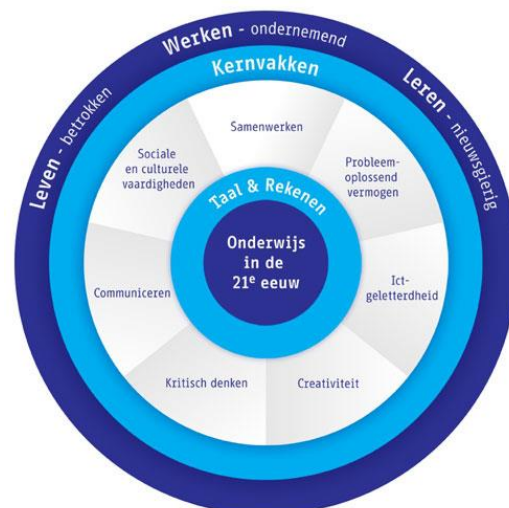 Werken - ondernemend
Leven - betrokken
Leren - nieuwsgierig
Kernvakken
Samenwerken
Sociale
en culturele
vaardigheden
Probleem-
oplossend
vermogen
Taal & Rekenen
Onderwijs
in de
21e eeuw
Communiceren
Ict-
geletterdheid
Kritisch denken
Creativiteit